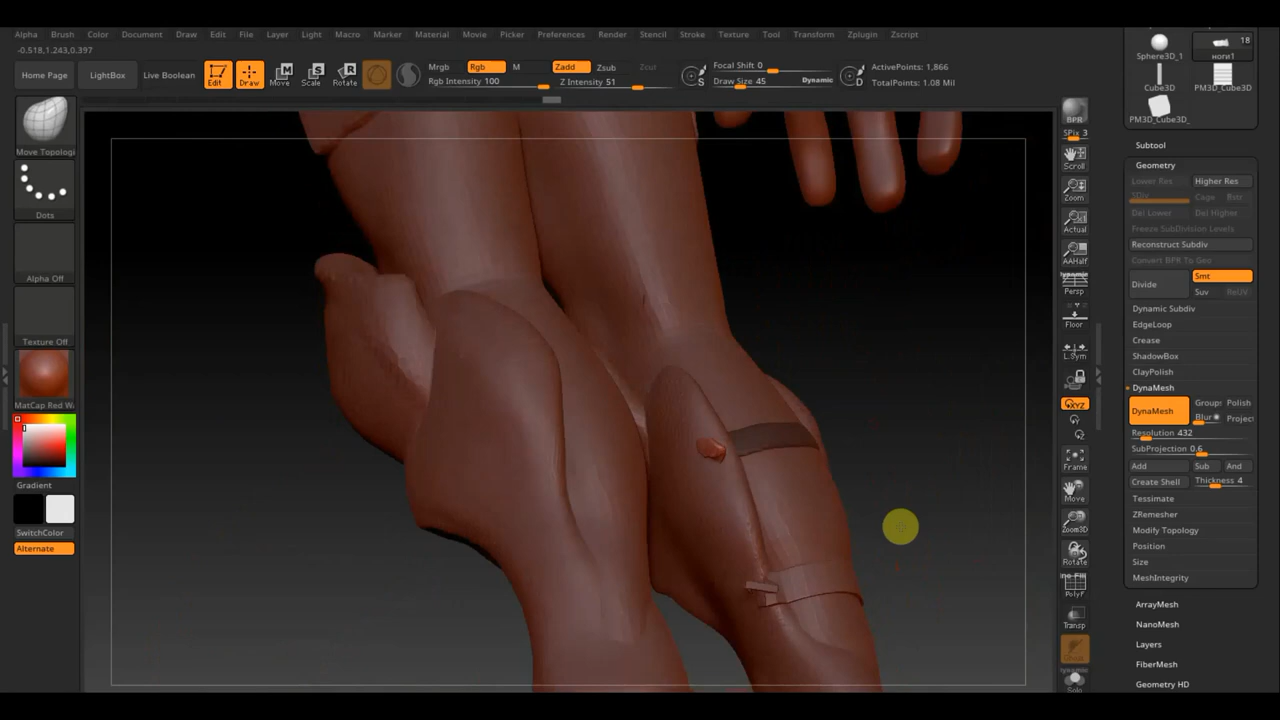 Alpha Brush Color Document Draw Edit File Layer Light Macro Marker Material Movie Picker Preferences Render Stencil Stroke Texture Tool Transform Zplugin Zscript
-0.518,1.243,0.397
Home Page LightBox Live Boolean Edit Draw Move Scale Rotate
Mrgb Rgb M Zadd Zsub Zcut
Rgb Intensity 100 Z Intensity 51
Focal Shift 0
Draw Size 45 Dynamic
ActivePoints: 1,866
TotalPoints: 1.08 Mil
Move Topologi
Dots
Alpha Off
Texture Off
MatCap Red W
Gradient
SwitchColor
Alternate
BPR
SPix 3
Scroll
Zoom
Actual
AAHalf
Persp
Floor
L.Sym
XYZ
Frame
Move
Zoom3D
Rotate
PolyF
Transp
Ghost
Solo
18
Sphere3D_1 ноги1
Cube3D PM3D_Cube3D
PM3D_Cube3D_
Subtool
Geometry
Lower Res Higher Res
SDiv Cage Rstr
Del Lower Del Higher
Freeze SubDivision Levels
Reconstruct Subdiv
Convert BPR To Geo
Divide Smt
Suv ReUV
Dynamic Subdiv
EdgeLoop
Crease
ShadowBox
ClayPolish
DynaMesh
DynaMesh Group: Polish
Blur Projec
Resolution 432
SubProjection 0.6
Add Sub And
Create Shell Thickness 4
Tessimate
ZRemesher
Modify Topology
Position
Size
MeshIntegrity
ArrayMesh
NanoMesh
Layers
FiberMesh
Geometry HD